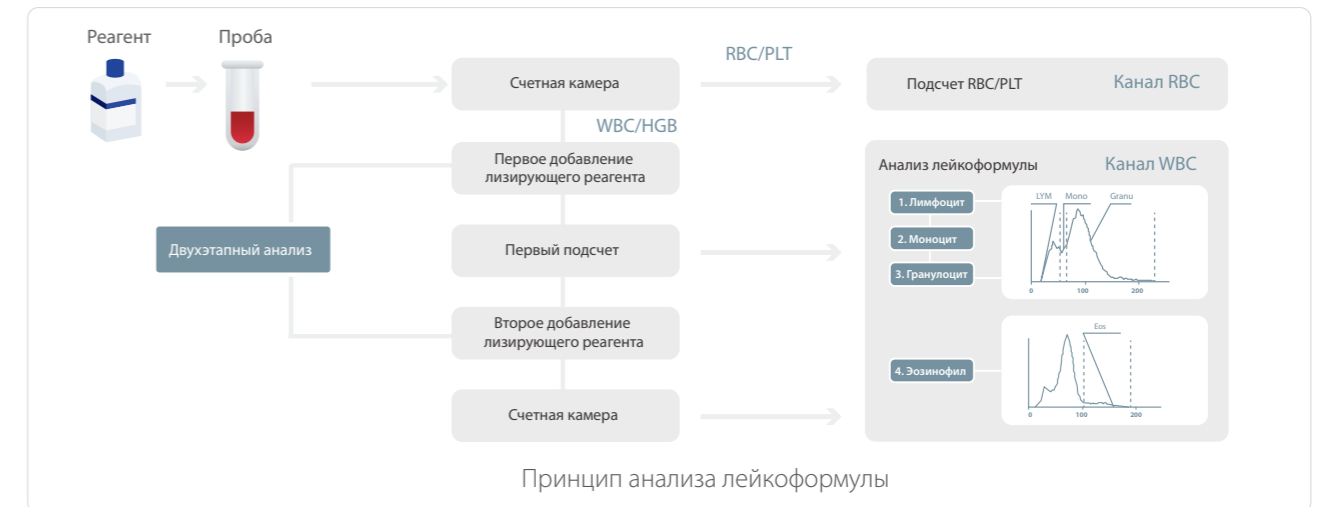 Реагент
Проба
Счетная камера
RBC/PLT
Подсчет RBC/PLT
Канал RBC
WBC/HGB
Первое добавление
лизирующего реагента
Двухэтапный анализ
Первый подсчет
Второе добавление
лизирующего реагента
Счетная камера
Анализ лейкоформулы
Канал WBC
1. Лимфоцит
2. Моноцит
3. Гранулоцит
LYM
Mono
Granu
0
100
200
4. Эозинофил
Eos
0
100
200
Принцип анализа лейкоформулы